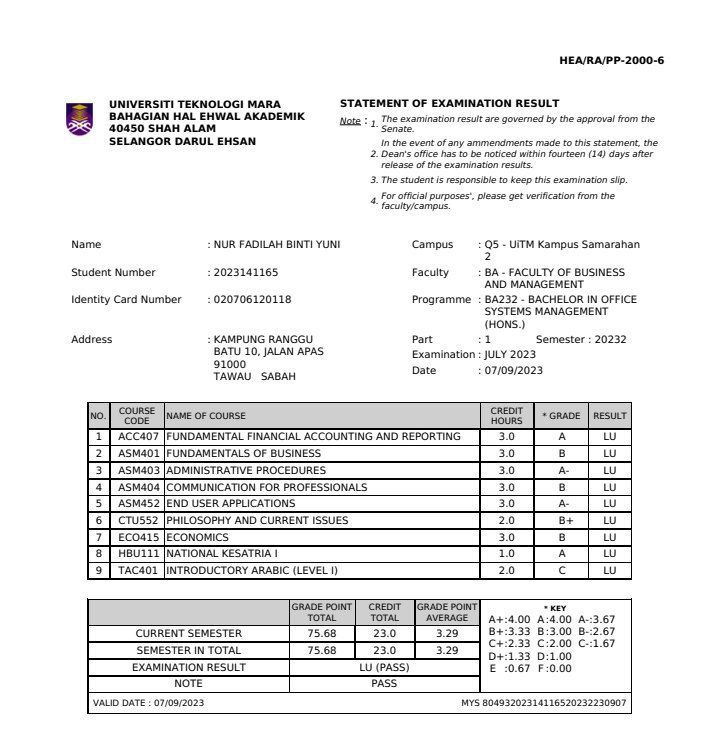 HEA/RA/PP-2000-6
UNIVERSITI TEKNOLOGI MARA
BAHAGIAN HAL EHWAL AKADEMIK
40450 SHAH ALAM
SELANGOR DARUL EHSAN
STATEMENT OF EXAMINATION RESULT
Note : 1. The examination result are governed by the approval from the
Senate.
In the event of any ammendments made to this statement, the
2. Dean's office has to be noticed within fourteen (14) days after
release of the examination results.
3. The student is responsible to keep this examination slip.
4. For official purposes', please get verification from the
faculty/campus.
Name : NUR FADILAH BINTI YUNI
Student Number : 2023141165
Identity Card Number : 020706120118
Address : KAMPUNG RANGGU
BATU 10, JALAN APAS
91000
TAWAU SABAH
Campus : Q5 - UiTM Kampus Samarahan
2
Faculty : BA - FACULTY OF BUSINESS
AND MANAGEMENT
Programme : BA232 - BACHELOR IN OFFICE
SYSTEMS MANAGEMENT
(HONS.)
Part : 1 Semester : 20232
Examination : JULY 2023
Date : 07/09/2023
NO. COURSE CODE NAME OF COURSE CREDIT HOURS * GRADE RESULT
1 ACC407 FUNDAMENTAL FINANCIAL ACCOUNTING AND REPORTING 3.0 A LU
2 ASM401 FUNDAMENTALS OF BUSINESS 3.0 B LU
3 ASM403 ADMINISTRATIVE PROCEDURES 3.0 A- LU
4 ASM404 COMMUNICATION FOR PROFESSIONALS 3.0 B LU
5 ASM452 END USER APPLICATIONS 3.0 A- LU
6 CTU552 PHILOSOPHY AND CURRENT ISSUES 2.0 B+ LU
7 ECO415 ECONOMICS 3.0 B LU
8 HBU111 NATIONAL KESATRIA I 1.0 A LU
9 TAC401 INTRODUCTORY ARABIC (LEVEL I) 2.0 C LU
GRADE POINT TOTAL CREDIT TOTAL GRADE POINT AVERAGE
CURRENT SEMESTER 75.68 23.0 3.29
SEMESTER IN TOTAL 75.68 23.0 3.29
EXAMINATION RESULT LU (PASS)
NOTE PASS
* KEY
A+:4.00 A:4.00 A-:3.67
B+:3.33 B:3.00 B-:2.67
C+:2.33 C:2.00 C-:1.67
D+:1.33 D:1.00
E :0.67 F:0.00
VALID DATE : 07/09/2023 MYS 80493202314116520232230907